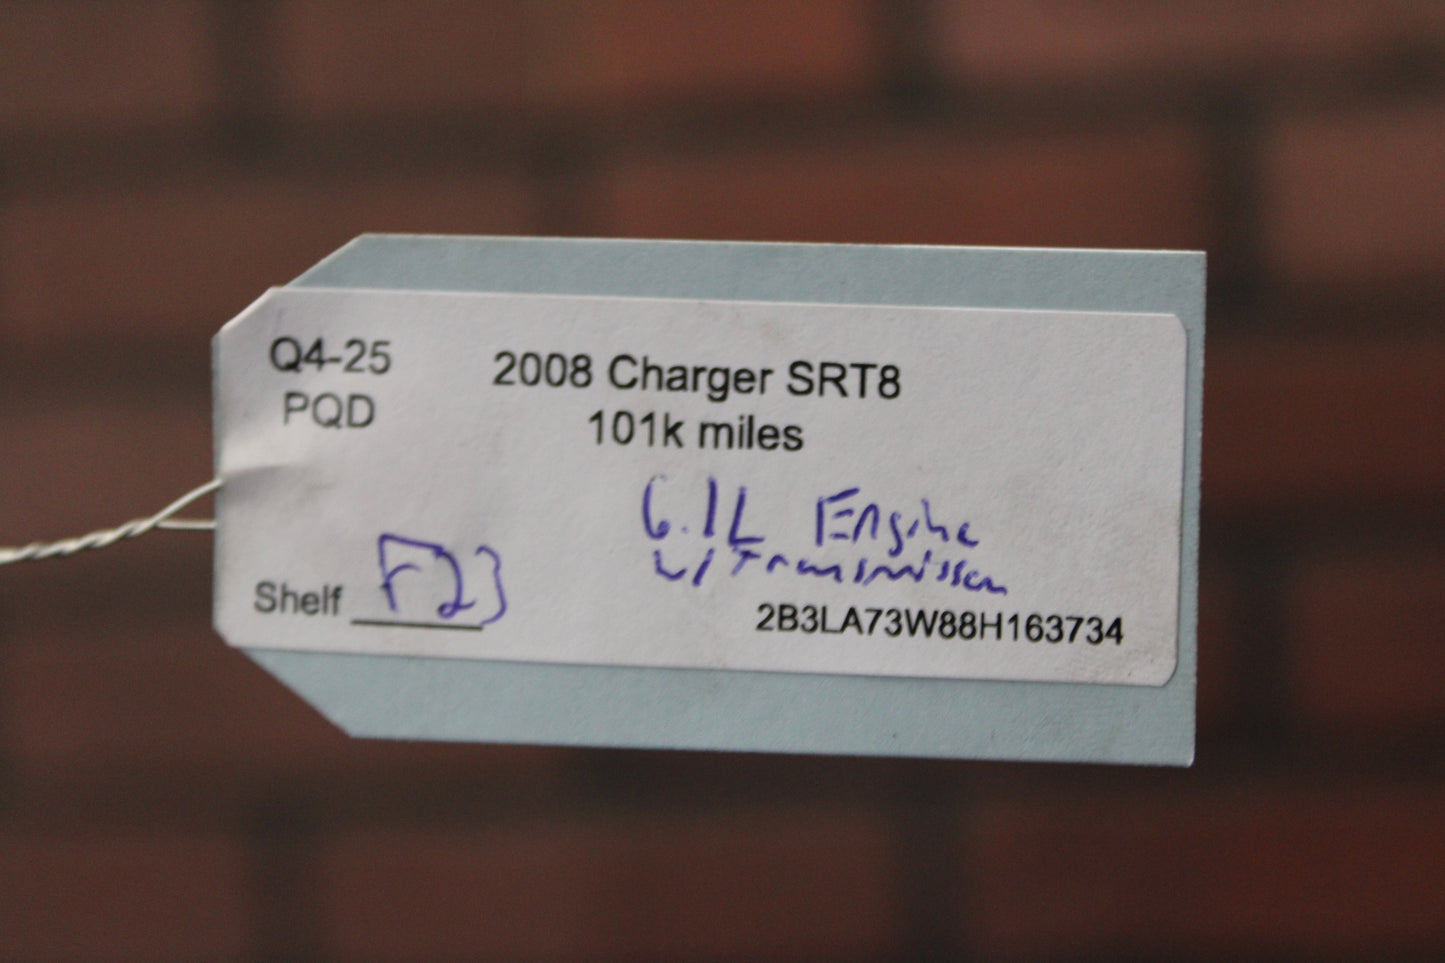 Q4-25
PQD
2008 Charger SRT8
101k miles
6.1L Engine
w/ Transmission
Shelf F23
2B3LA73W88H163734